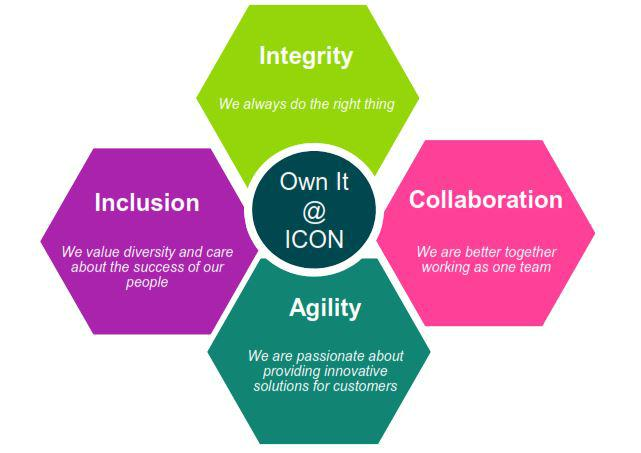 Integrity
We always do the right thing
Own It
@
ICON
Inclusion
We value diversity and care
about the success of our
people
Collaboration
We are better together
working as one team
Agility
We are passionate about
providing innovative
solutions for customers